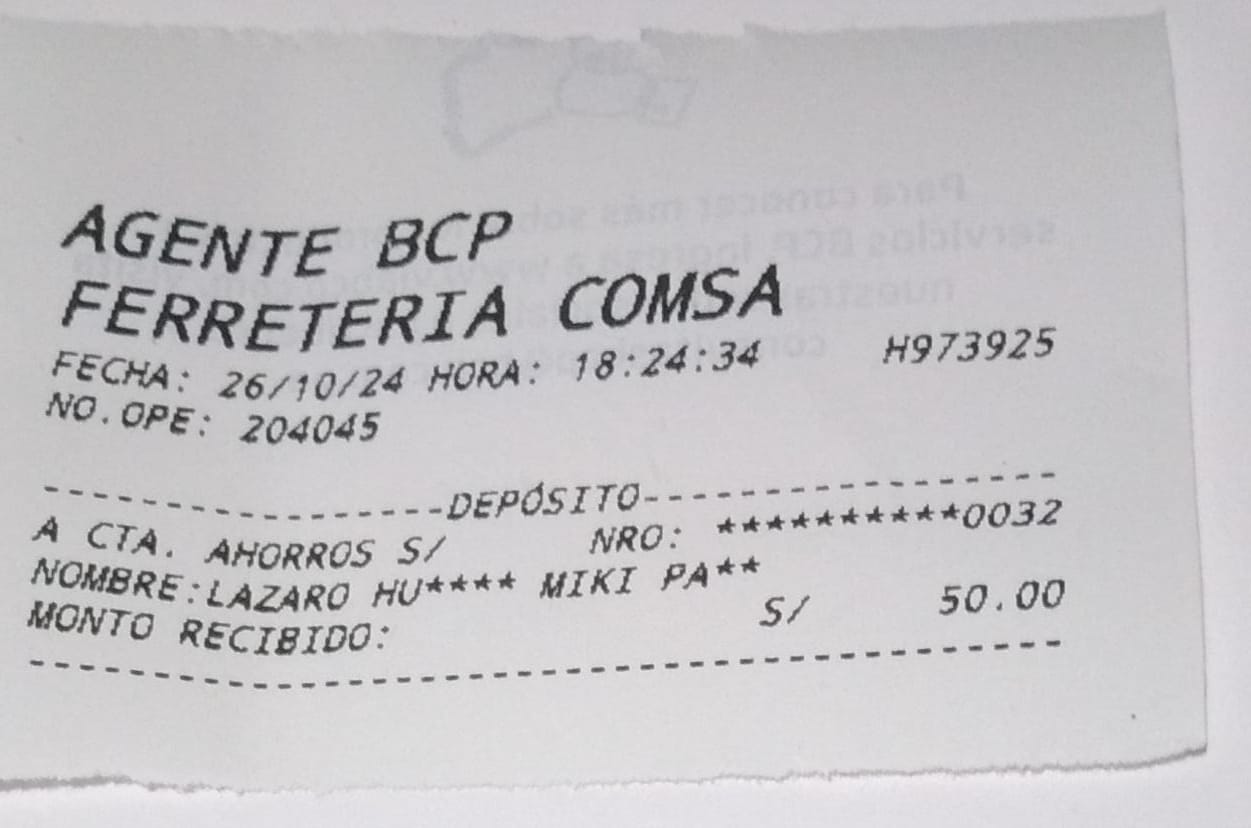 AGENTE BCP
FERRETERIA COMSA
FECHA: 26/10/24 HORA: 18:24:34 H973925
NO.OPE: 204045
-----------------DEPÓSITO-----------------
A CTA. AHORROS S/ NRO: **********0032
NOMBRE:LAZARO HU**** MIKI PA**
MONTO RECIBIDO: S/ 50.00
------------------------------------------